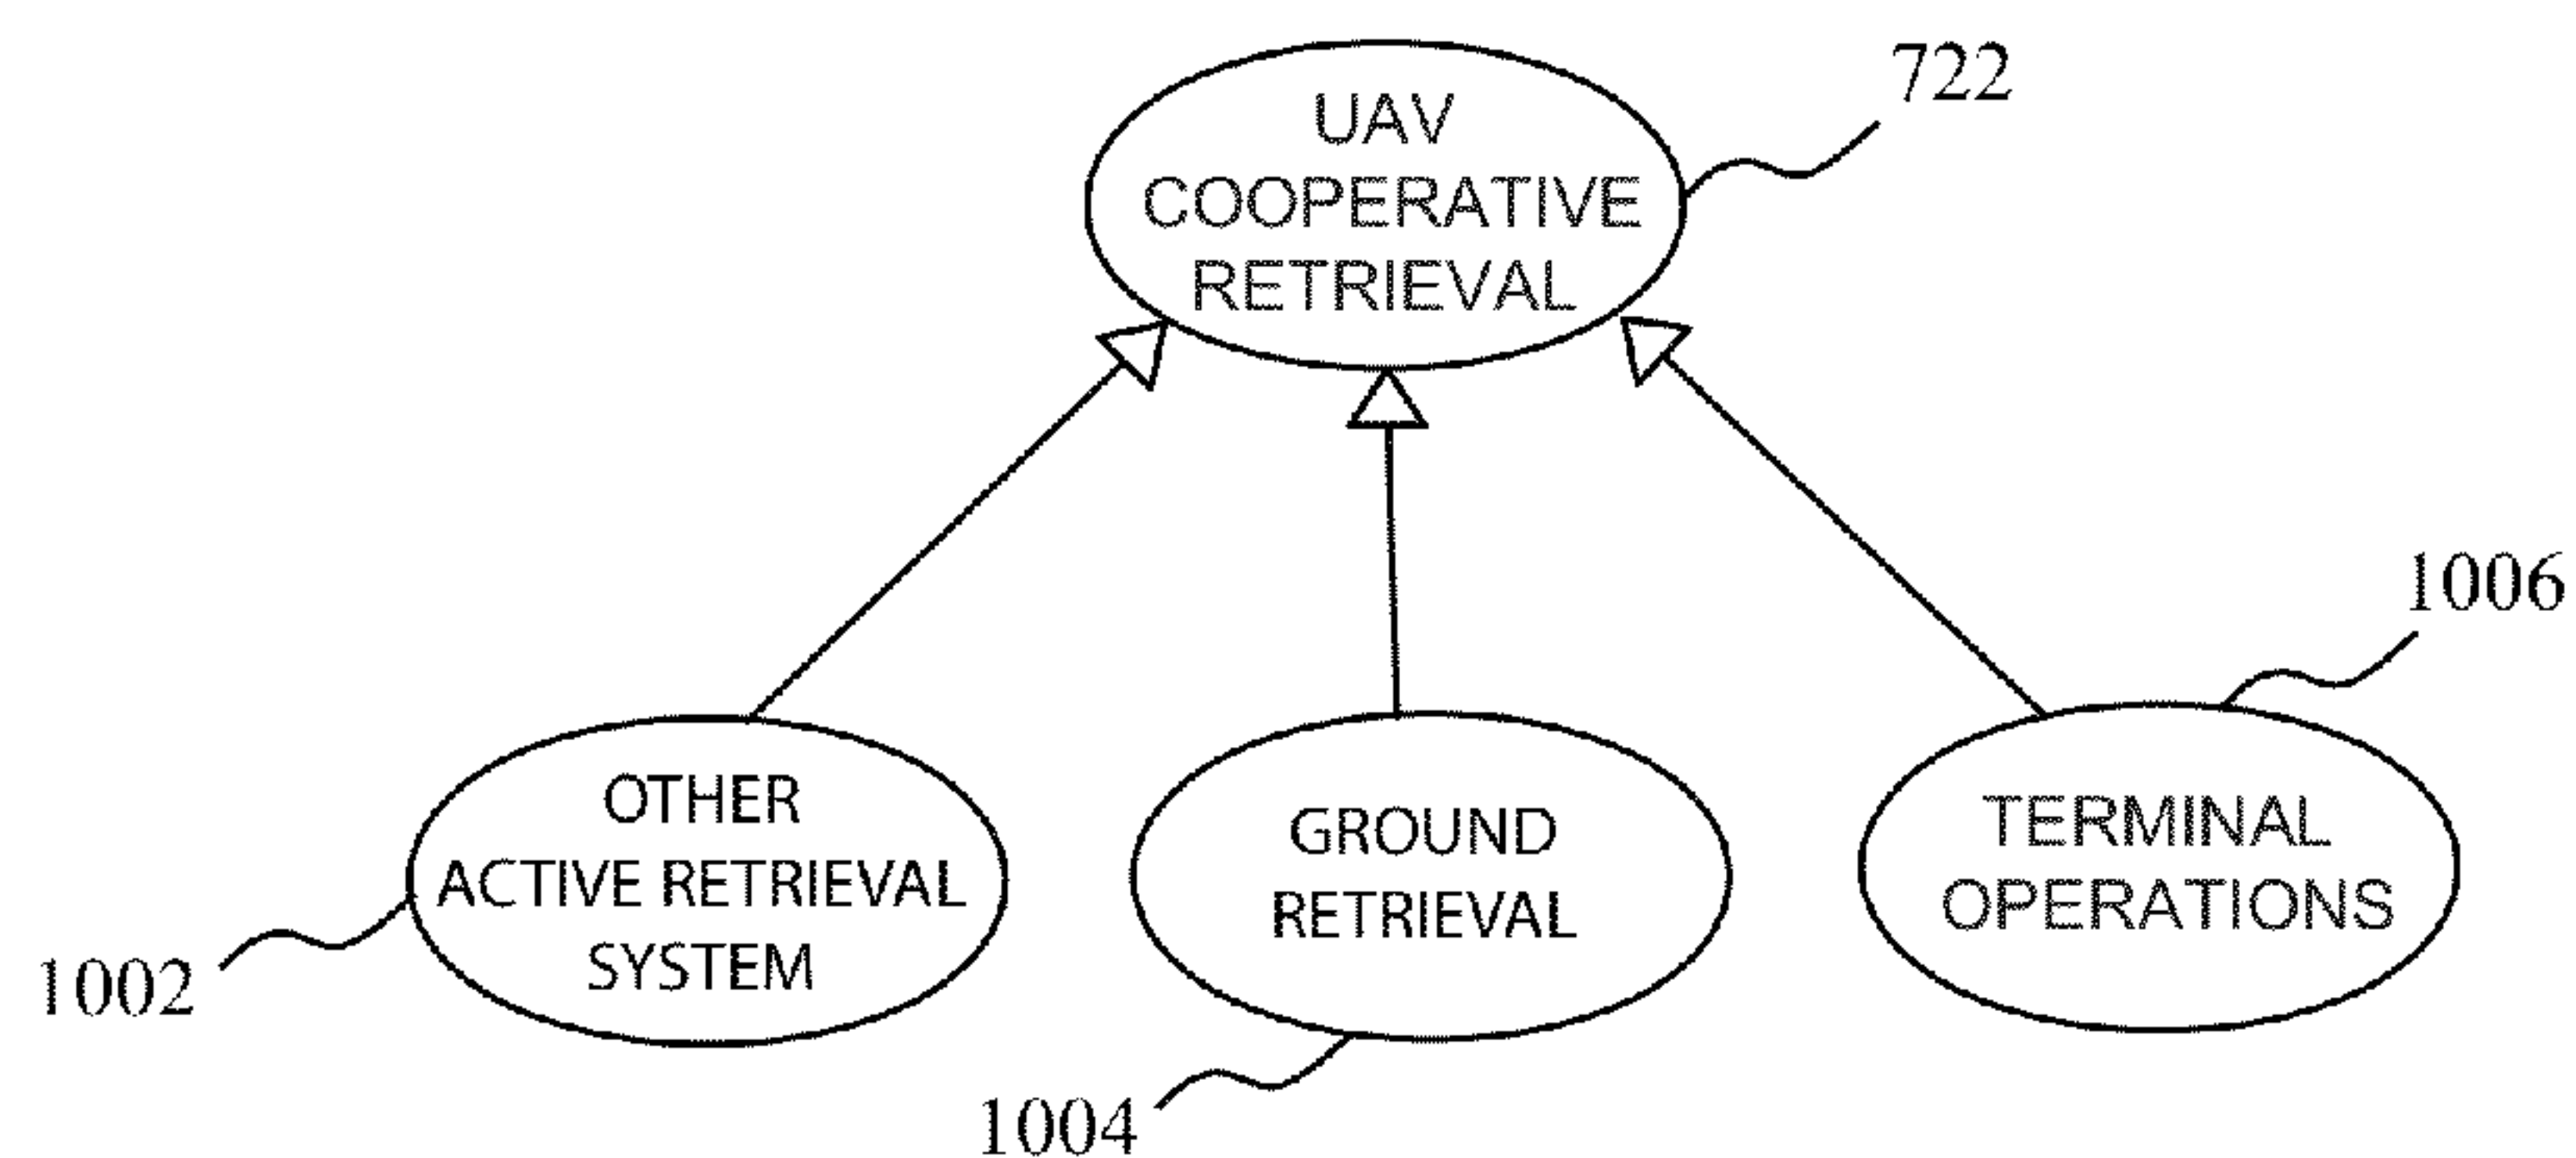 722
UAV
COOPERATIVE
RETRIEVAL
1006
OTHER
ACTIVE RETRIEVAL
SYSTEM
GROUND
RETRIEVAL
TERMINAL
OPERATIONS
1002
1004